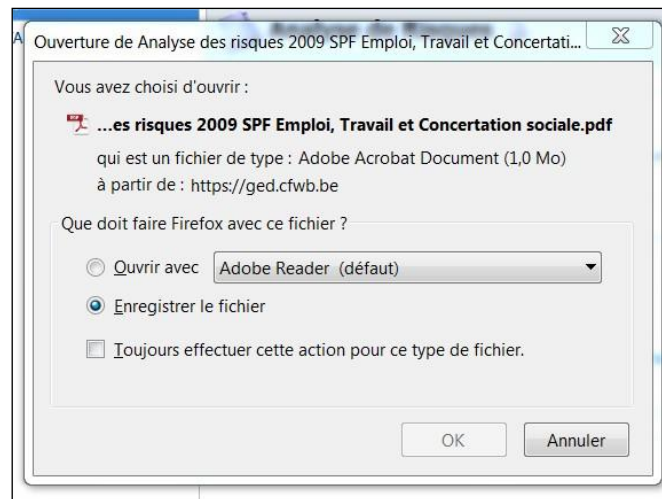 Analyse de Risques
A
Ouverture de Analyse des risques 2009 SPF Emploi, Travail et Concertati...
Vous avez choisi d'ouvrir :
...es risques 2009 SPF Emploi, Travail et Concertation sociale.pdf
qui est un fichier de type : Adobe Acrobat Document (1,0 Mo)
à partir de : https://ged.cfwb.be
Que doit faire Firefox avec ce fichier ?
Ouvrir avec Adobe Reader (défaut)
Enregistrer le fichier
Toujours effectuer cette action pour ce type de fichier.
OK Annuler